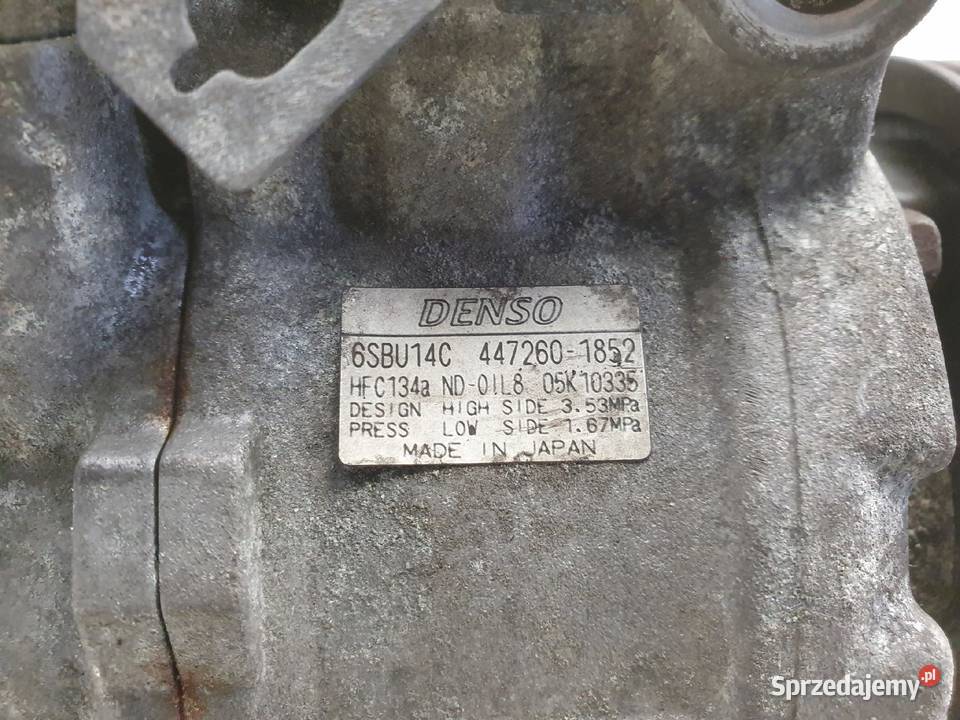 DENSO
6SBU14C 447260-1852
HFC134a ND-OIL8 05K10335
DESIGN HIGH SIDE 3.53MPa
PRESS LOW SIDE 1.67MPa
MADE IN JAPAN
Sprzedajemy.pl